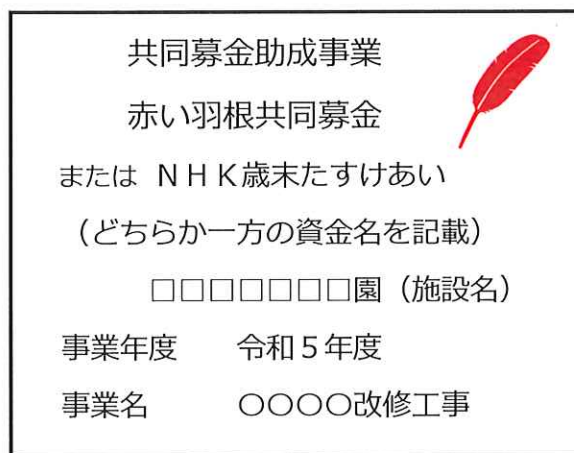 共同募金助成事業
赤い羽根共同募金
または ＮＨＫ歳末たすけあい
（どちらか一方の資金名を記載）
□□□□□□□園（施設名）
事業年度　　令和５年度
事業名　　　〇〇〇〇改修工事